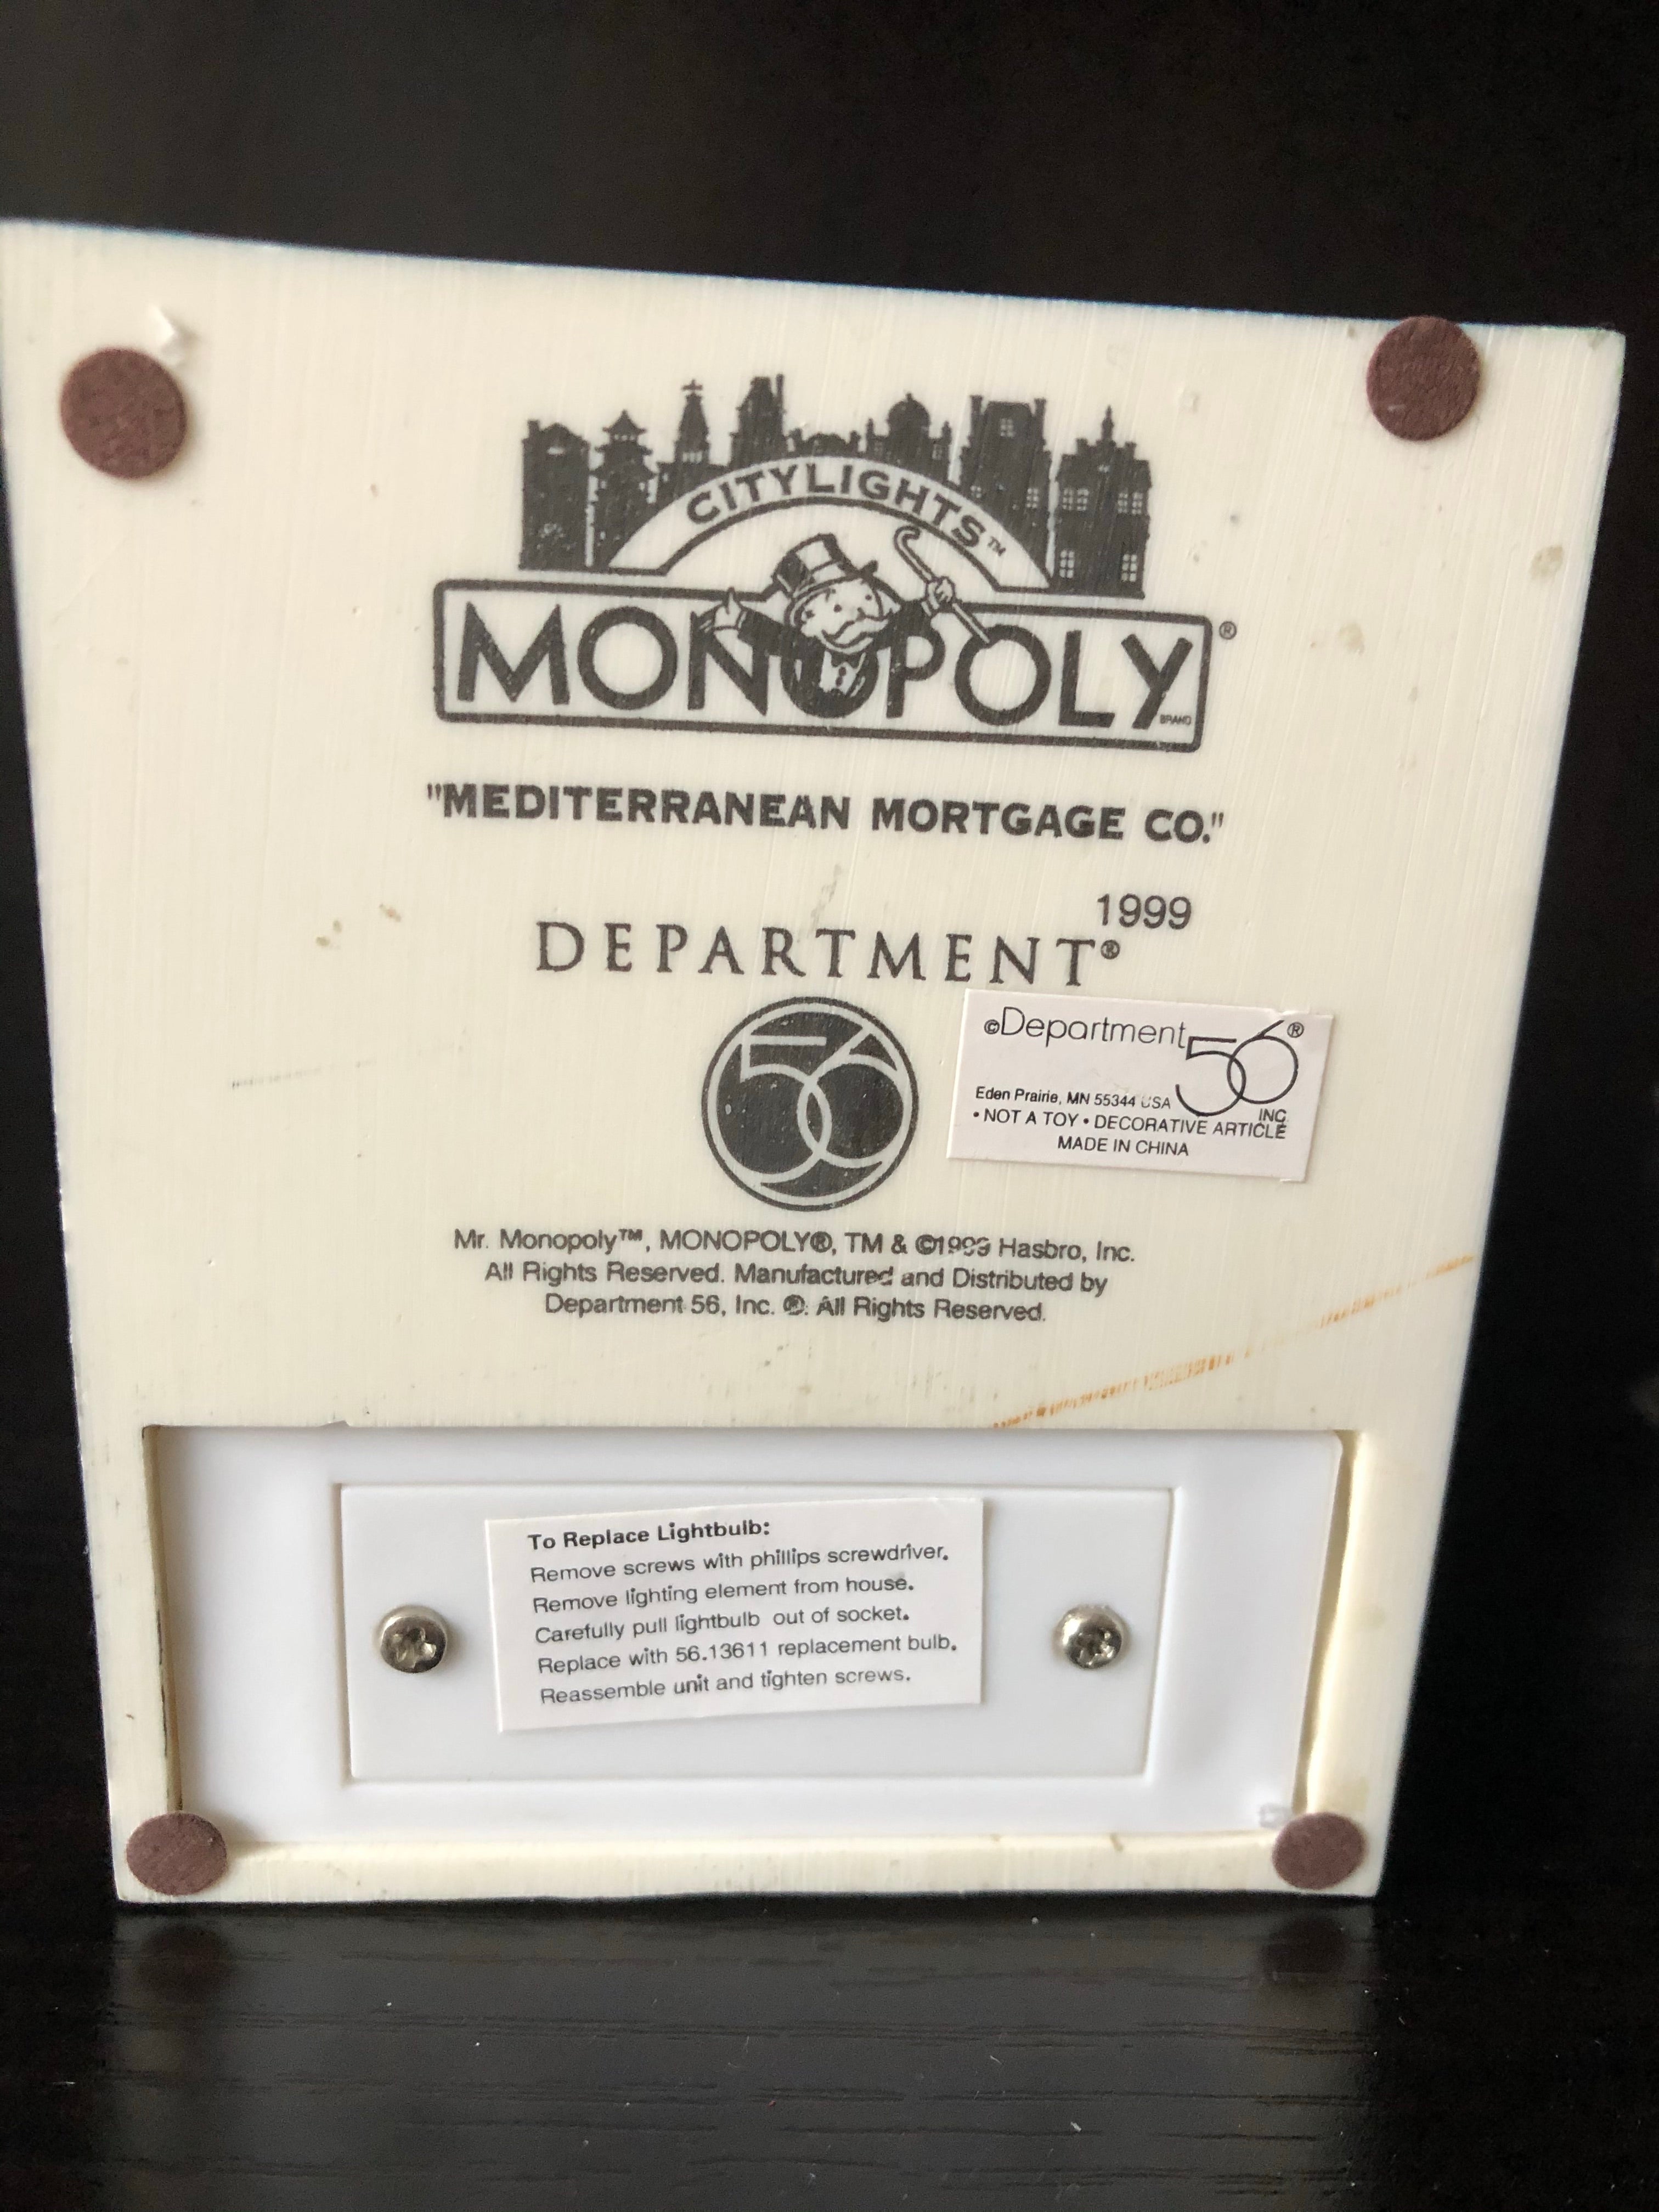 CITYLIGHTS™
MONOPOLY®
BRAND
"MEDITERRANEAN MORTGAGE CO."
1999
DEPARTMENT®
56
©Department 56®
INC
Eden Prairie, MN 55344 USA
• NOT A TOY • DECORATIVE ARTICLE
MADE IN CHINA
Mr. Monopoly™, MONOPOLY®, TM & ©1999 Hasbro, Inc.
All Rights Reserved. Manufactured and Distributed by
Department 56, Inc. ®. All Rights Reserved.
To Replace Lightbulb:
Remove screws with phillips screwdriver.
Remove lighting element from house.
Carefully pull lightbulb out of socket.
Replace with 56.13611 replacement bulb.
Reassemble unit and tighten screws.